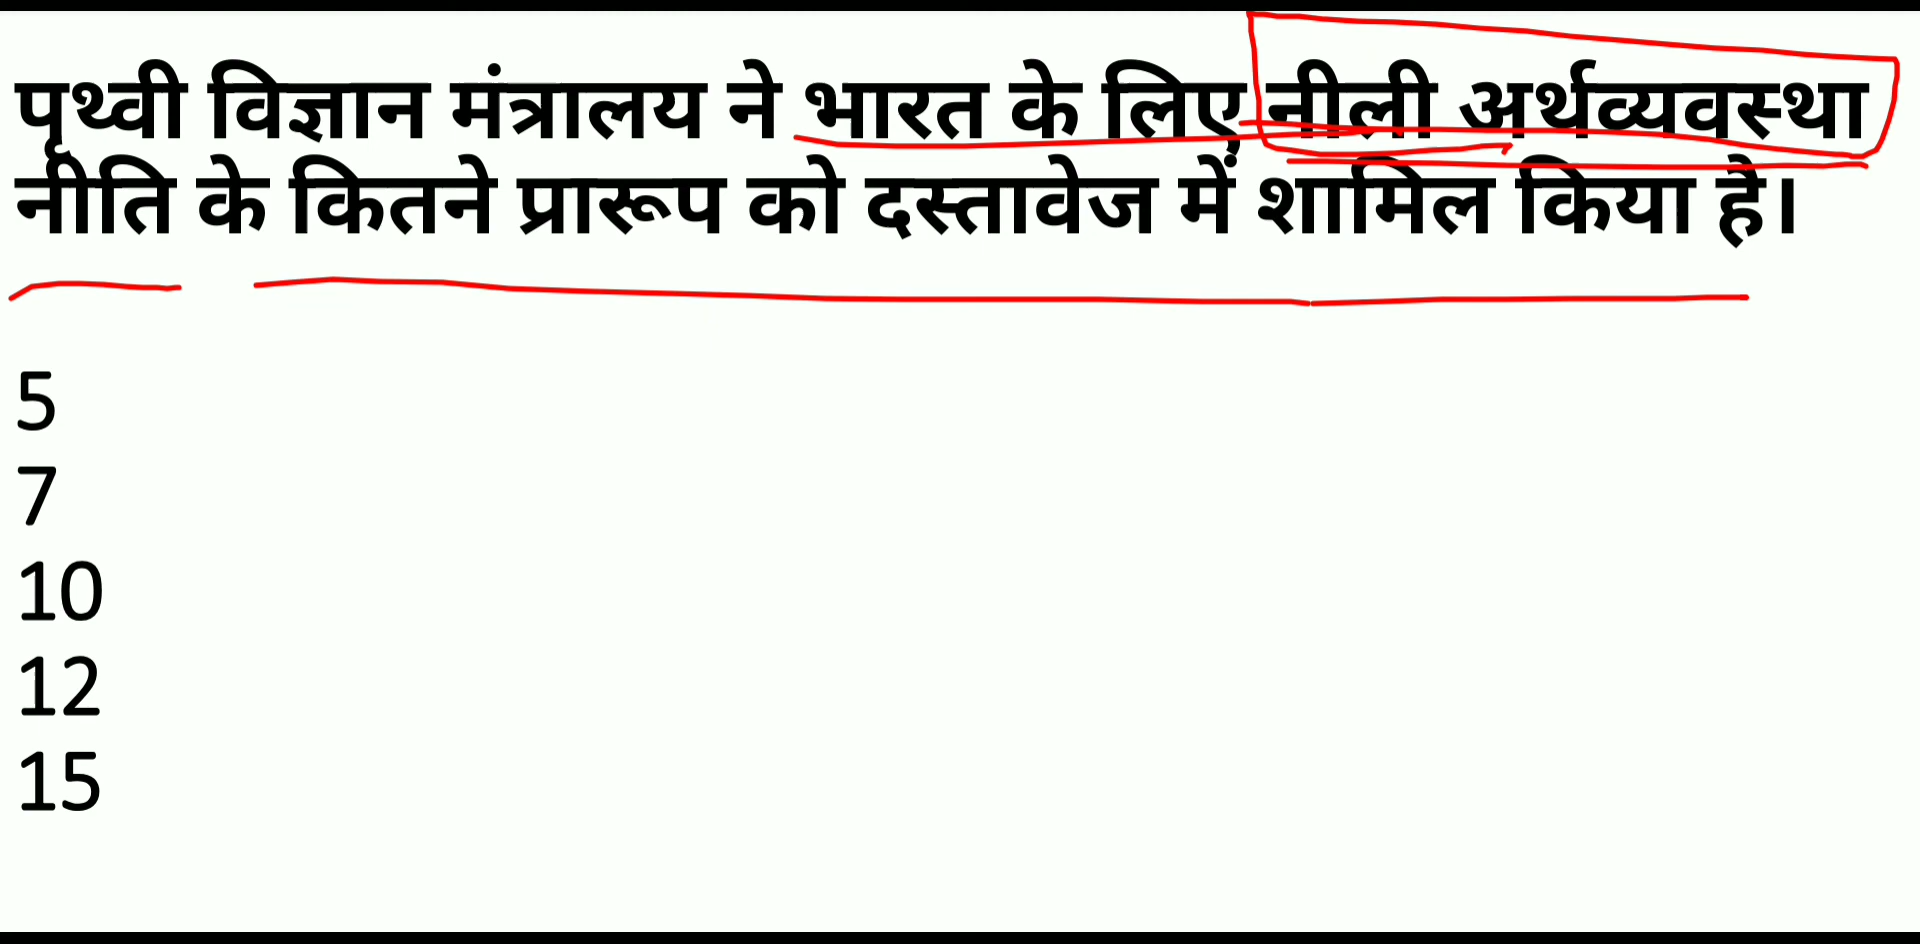 पृथ्वी विज्ञान मंत्रालय ने भारत के लिए नीली अर्थव्यवस्था
नीति के कितने प्रारूप को दस्तावेज में शामिल किया है।
5
7
10
12
15